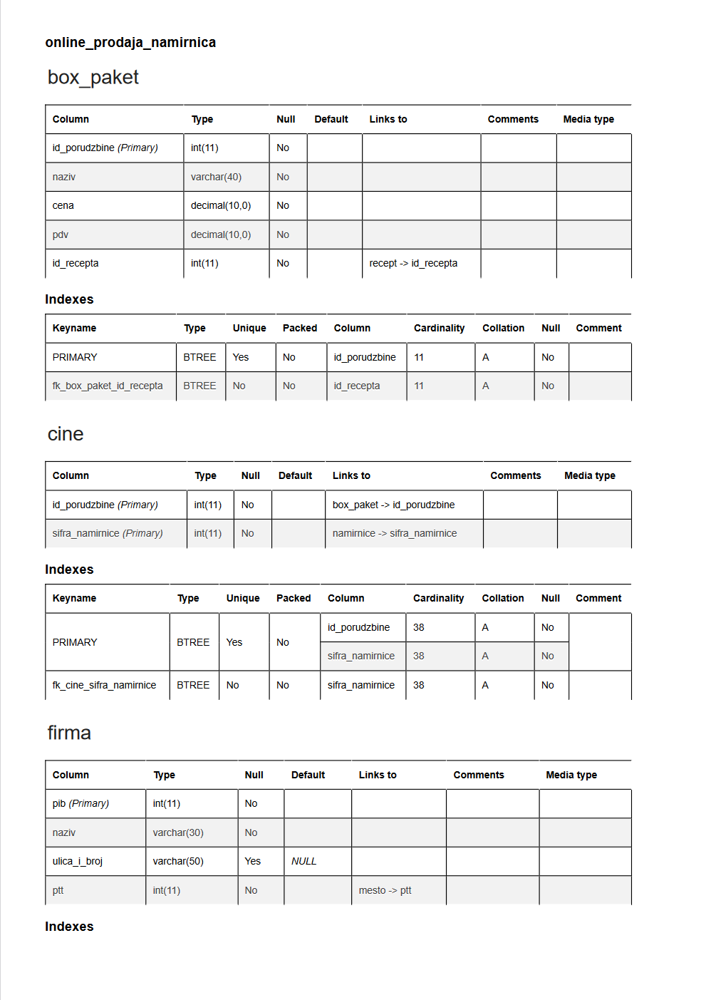 online_prodaja_namirnica
box_paket
Column Type Null Default Links to Comments Media type
id_porudzbine (Primary) int(11) No
naziv varchar(40) No
cena decimal(10,0) No
pdv decimal(10,0) No
id_recepta int(11) No recept -> id_recepta
Indexes
Keyname Type Unique Packed Column Cardinality Collation Null Comment
PRIMARY BTREE Yes No id_porudzbine 11 A No
fk_box_paket_id_recepta BTREE No No id_recepta 11 A No
cine
Column Type Null Default Links to Comments Media type
id_porudzbine (Primary) int(11) No box_paket -> id_porudzbine
sifra_namirnice (Primary) int(11) No namirnice -> sifra_namirnice
Indexes
Keyname Type Unique Packed Column Cardinality Collation Null Comment
PRIMARY BTREE Yes No id_porudzbine 38 A No
sifra_namirnice 38 A No
fk_cine_sifra_namirnice BTREE No No sifra_namirnice 38 A No
firma
Column Type Null Default Links to Comments Media type
pib (Primary) int(11) No
naziv varchar(30) No
ulica_i_broj varchar(50) Yes NULL
ptt int(11) No mesto -> ptt
Indexes